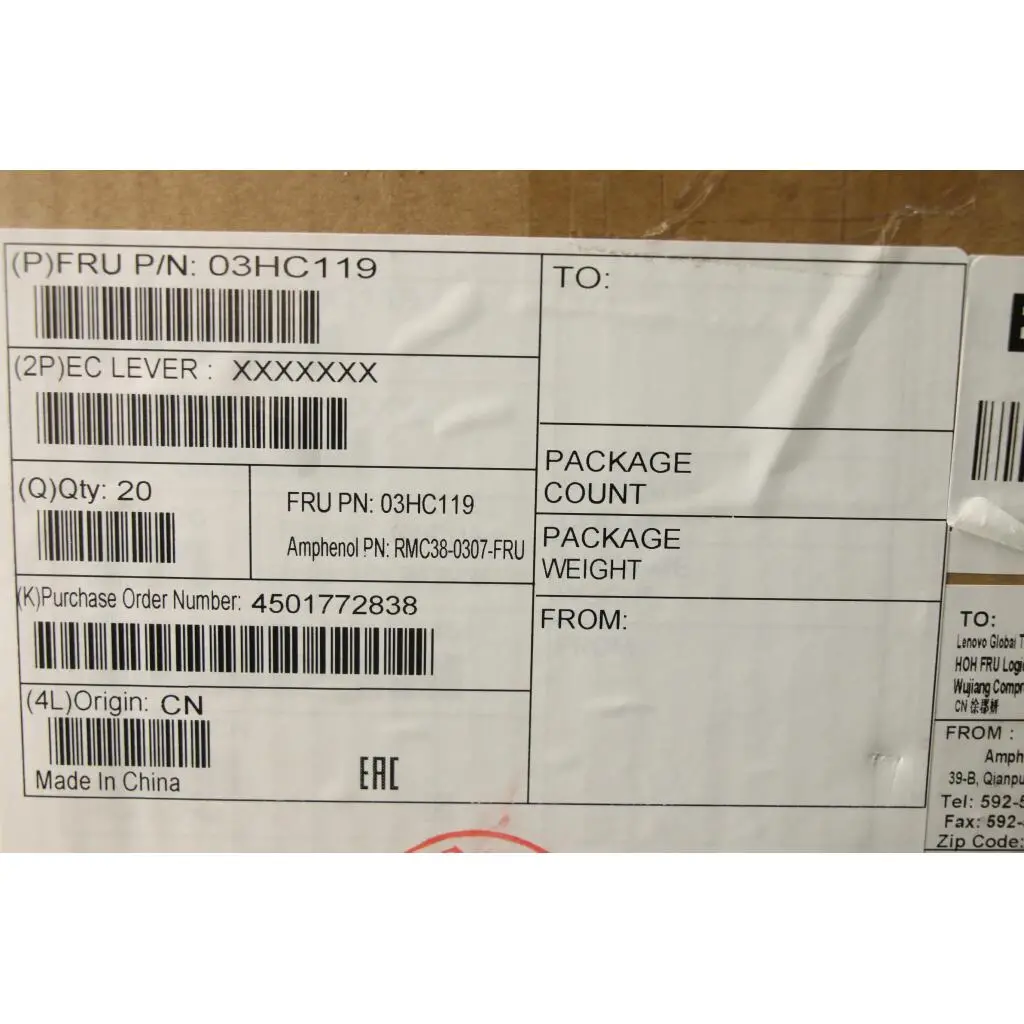 (P)FRU P/N: 03HC119
(2P)EC LEVER : XXXXXXX
(Q)Qty: 20
FRU PN: 03HC119
Amphenol PN: RMC38-0307-FRU
(K)Purchase Order Number: 4501772838
(4L)Origin: CN
Made In China
EAC
TO:
PACKAGE
COUNT
PACKAGE
WEIGHT
FROM:
TO:
Lenovo Global T
HOH FRU Logi
Wujiang Compr
CN
FROM :
Amph
39-B, Qianpu
Tel: 592-5
Fax: 592-
Zip Code: